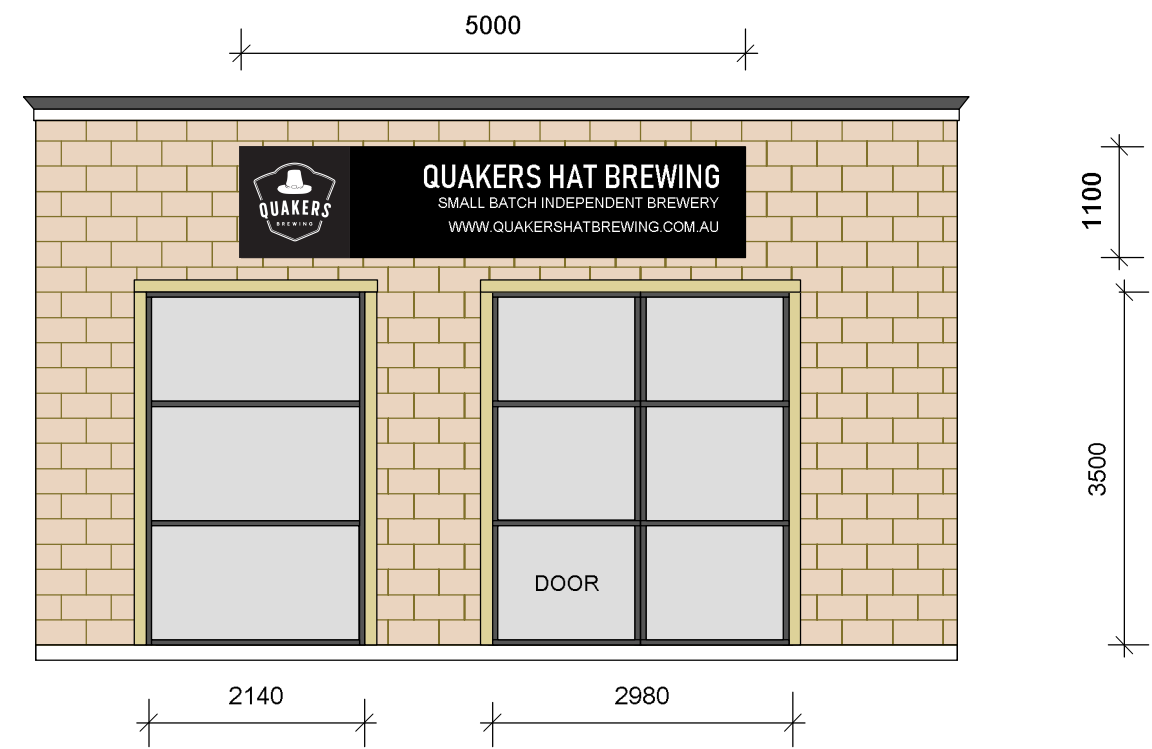 5000
QUAKERS HAT BREWING
SMALL BATCH INDEPENDENT BREWERY
WWW.QUAKERSHATBREWING.COM.AU
QUAKERS
BREWING
1100
3500
DOOR
2140
2980